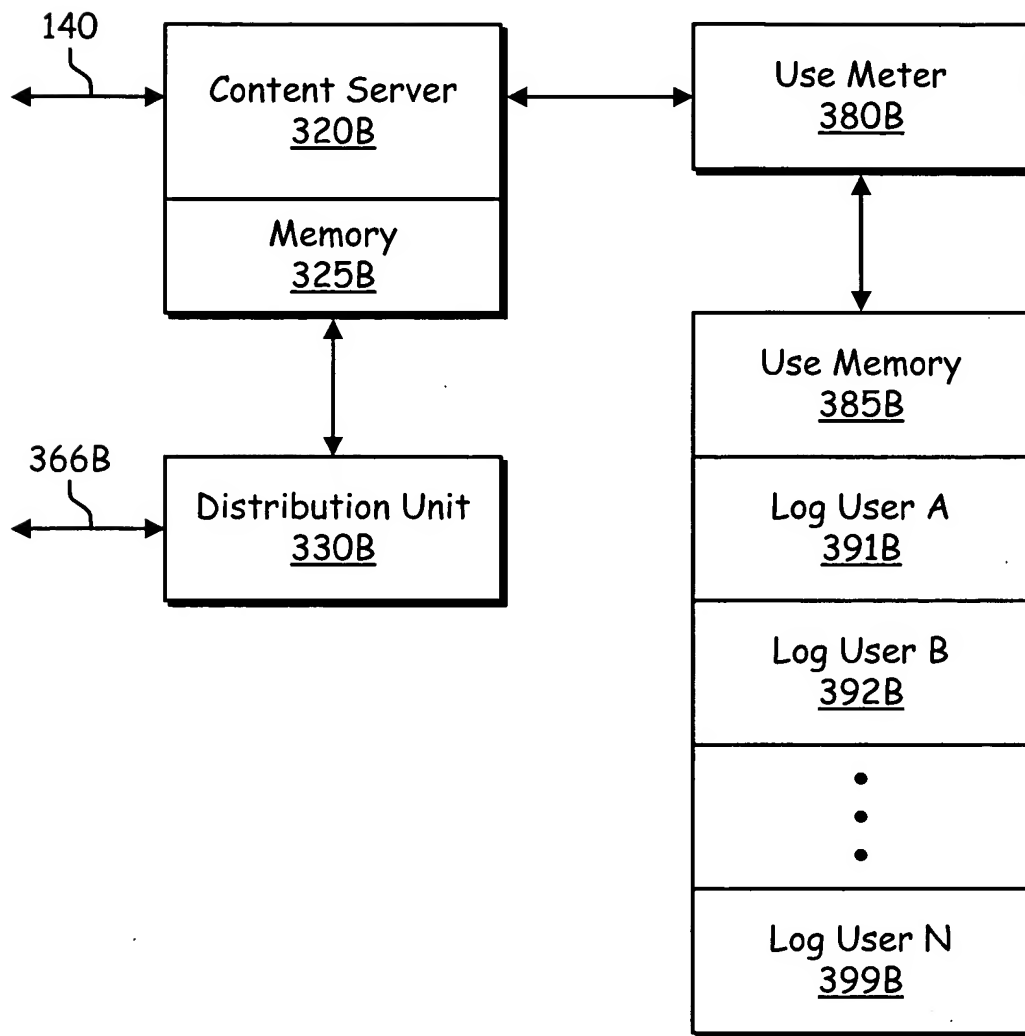 140
Content Server
320B
Memory
325B
Use Meter
380B
366B
Distribution Unit
330B
Use Memory
385B
Log User A
391B
Log User B
392B
Log User N
399B